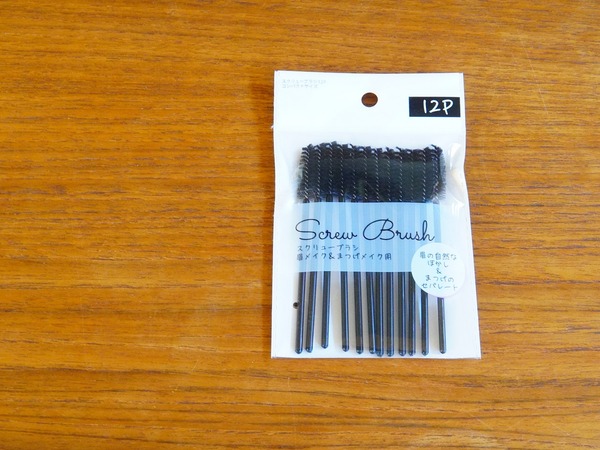 12P
Screw Brush
スクリューブラシ
眉メイク&まつげメイク用
眉の自然な
ぼかし
&
まつげの
セパレート